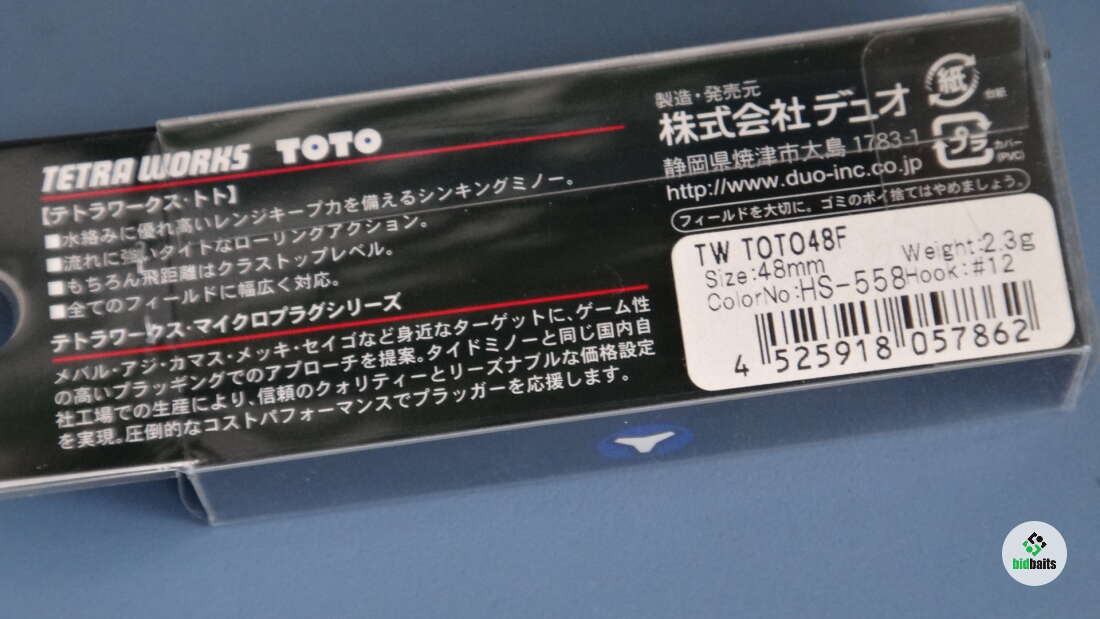 TETRA WORKS TOTO
【テトラワークス・トト】
■水絡みに優れ高いレンジキープ力を備えるシンキングミノー。
■流れに強いタイトなローリングアクション。
■もちろん飛距離はクラストップレベル。
■全てのフィールドに幅広く対応。
テトラワークス・マイクロプラグシリーズ
メバル・アジ・カマス・メッキ・セイゴなど身近なターゲットに、ゲーム性
の高いプラッギングでのアプローチを提案。タイドミノーと同じ国内自
社工場での生産により、信頼のクォリティーとリーズナブルな価格設定
を実現。圧倒的なコストパフォーマンスでプラッガーを応援します。
製造・発売元
株式会社デュオ
静岡県焼津市大島 1783-1
http://www.duo-inc.co.jp
フィールドを大切に。ゴミのポイ捨てはやめましょう。
紙
台紙
プラ
カバー
(PVC)
TW TOTO48F
Size:48mm Weight:2.3g
ColorNo:HS-558 Hook:#12
4 525918 057862
bidbaits